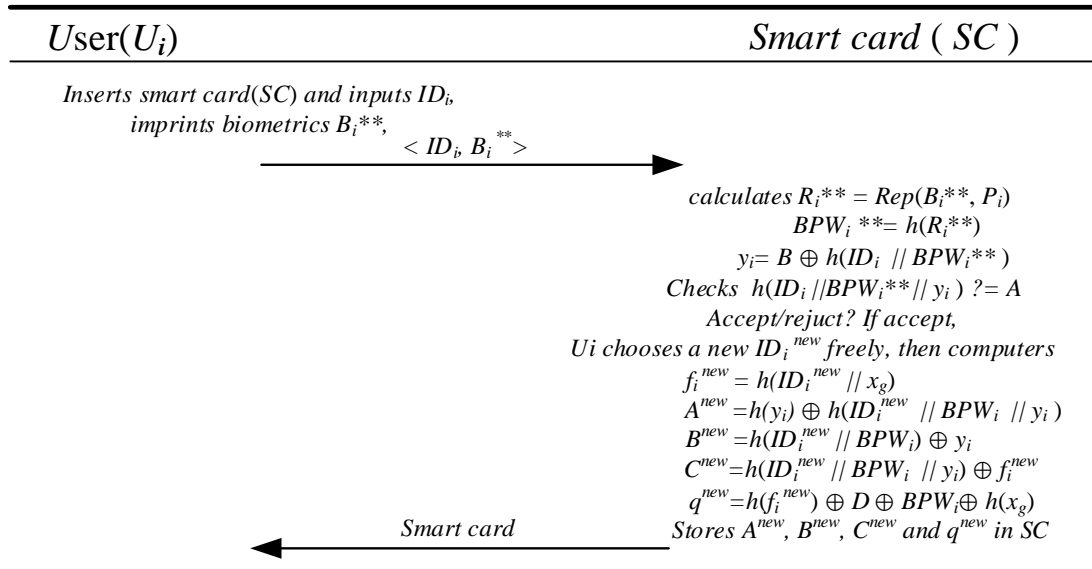 User(Ui) Smart card ( SC )
Inserts smart card(SC) and inputs IDi,
imprints biometrics Bi**,
< IDi, Bi**>
calculates Ri** = Rep(Bi**, Pi)
BPWi **= h(Ri**)
yi= B ⊕ h(IDi || BPWi** )
Checks h(IDi ||BPWi**|| yi ) ?= A
Accept/rejuct? If accept,
Ui chooses a new IDi new freely, then computers
fi new = h(IDi new || xg)
Anew =h(yi) ⊕ h(IDi new || BPWi || yi )
Bnew =h(IDi new || BPWi) ⊕ yi
Cnew=h(IDi new || BPWi || yi) ⊕ fi new
qnew=h(fi new) ⊕ D ⊕ BPWi⊕ h(xg)
Smart card
Stores Anew, Bnew, Cnew and qnew in SC